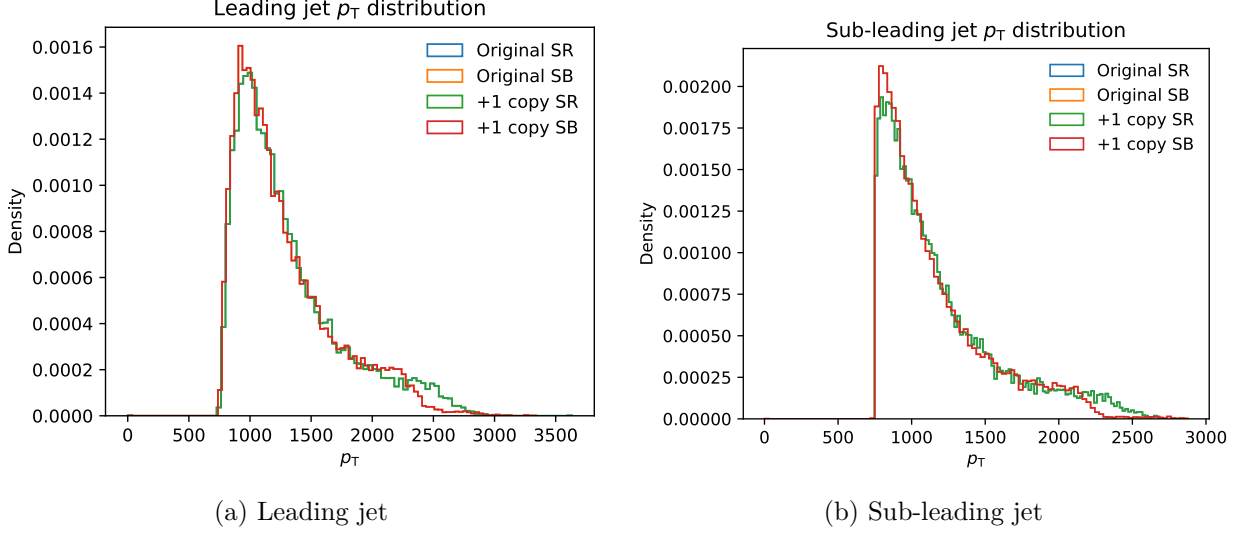 Leading jet pT distribution
0.0016
0.0014
0.0012
0.0010
0.0008
0.0006
0.0004
0.0002
0.0000
Density
Original SR
Original SB
+1 copy SR
+1 copy SB
0 500 1000 1500 2000 2500 3000 3500
pT
(a) Leading jet
Sub-leading jet pT distribution
0.00200
0.00175
0.00150
0.00125
0.00100
0.00075
0.00050
0.00025
0.00000
Density
Original SR
Original SB
+1 copy SR
+1 copy SB
0 500 1000 1500 2000 2500 3000
pT
(b) Sub-leading jet